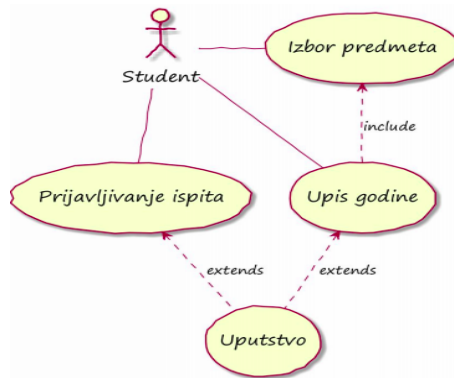 Izbor predmeta
Student
include
Prijavljivanje ispita
Upis godine
extends
extends
Uputstvo